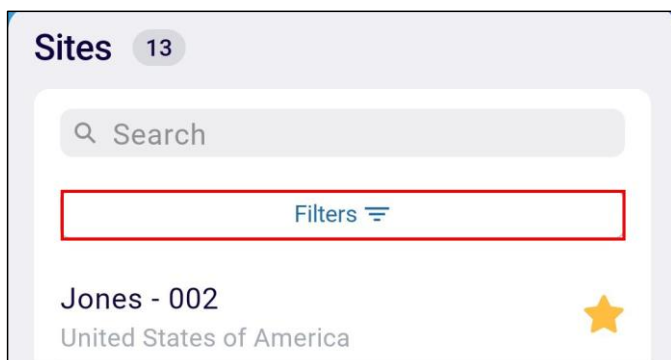 Sites 13
Search
Filters
Jones - 002
United States of America